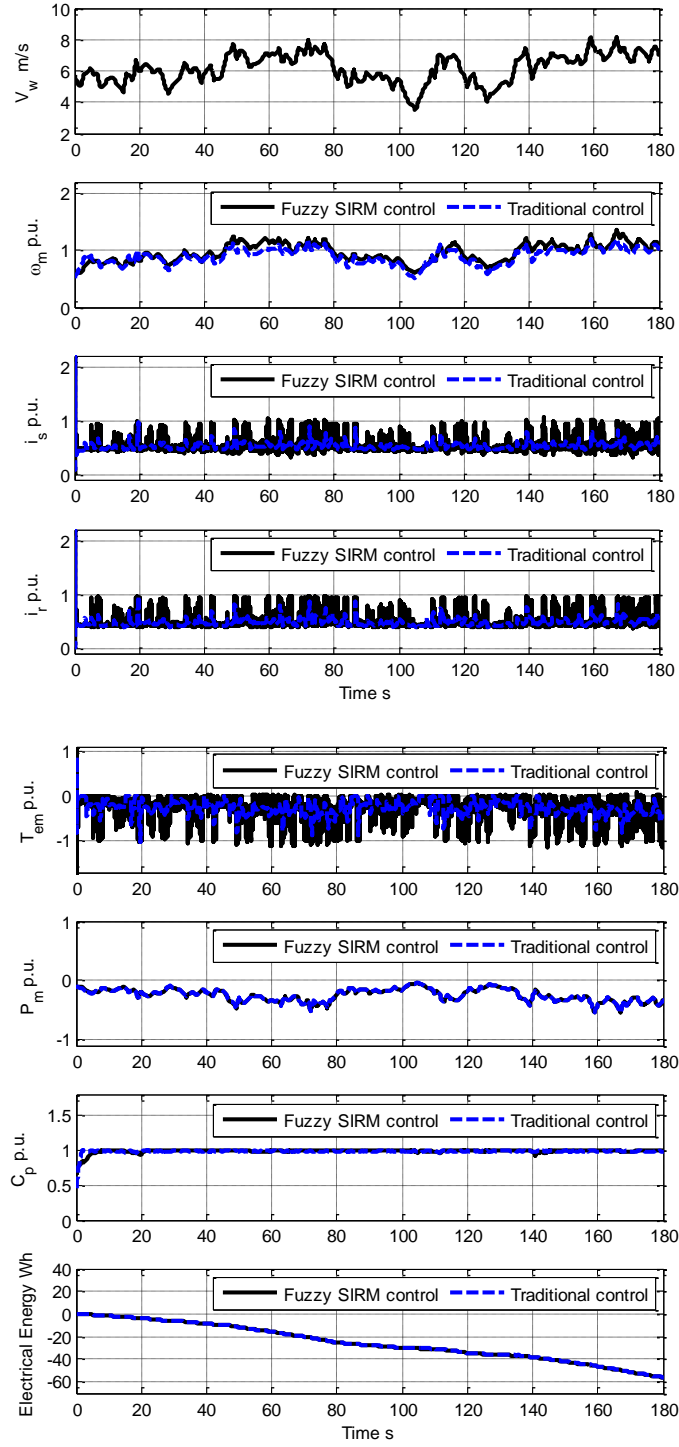 10
8
6
4
2
V_w m/s
0 20 40 60 80 100 120 140 160 180
2
1
0
ω_m p.u.
Fuzzy SIRM control Traditional control
0 20 40 60 80 100 120 140 160 180
2
1
0
i_s p.u.
Fuzzy SIRM control Traditional control
0 20 40 60 80 100 120 140 160 180
2
1
0
i_r p.u.
Fuzzy SIRM control Traditional control
0 20 40 60 80 100 120 140 160 180
Time s
1
0
-1
T_em p.u.
Fuzzy SIRM control Traditional control
0 20 40 60 80 100 120 140 160 180
1
0
-1
P_m p.u.
Fuzzy SIRM control Traditional control
0 20 40 60 80 100 120 140 160 180
1.5
1
0.5
0
C_p p.u.
Fuzzy SIRM control Traditional control
0 20 40 60 80 100 120 140 160 180
40
20
0
-20
-40
-60
Electrical Energy Wh
Fuzzy SIRM control Traditional control
0 20 40 60 80 100 120 140 160 180
Time s